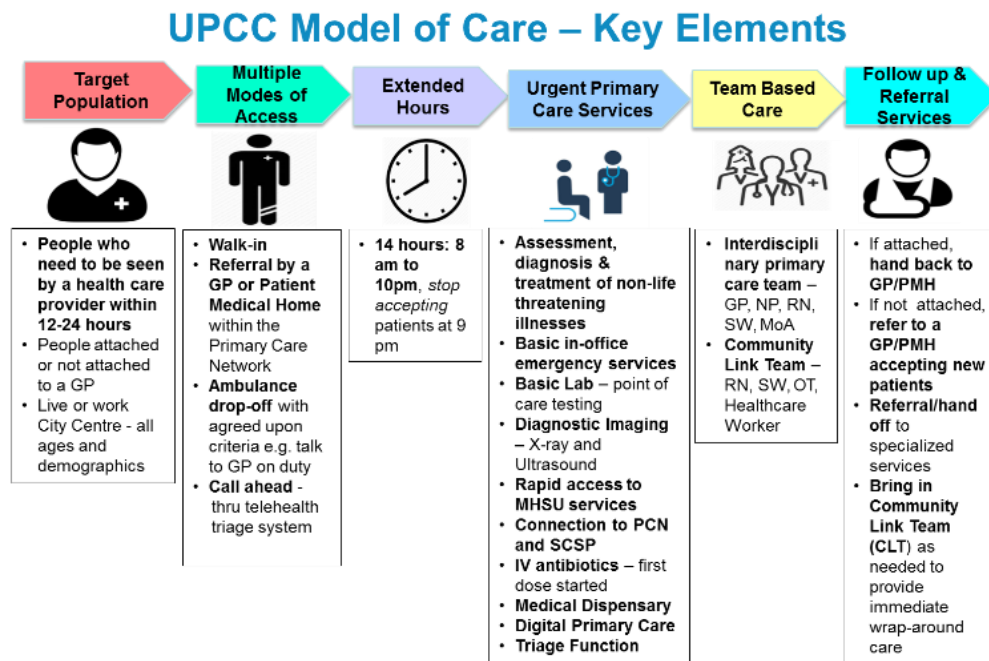 UPCC Model of Care – Key Elements
Target
Population
Multiple
Modes of
Access
Extended
Hours
Urgent Primary
Care Services
Team Based
Care
Follow up &
Referral
Services
• People who
need to be seen
by a health care
provider within
12-24 hours
• People attached
or not attached
to a GP
• Live or work
City Centre - all
ages and
demographics
• Walk-in
• Referral by a
GP or Patient
Medical Home
within the
Primary Care
Network
• Ambulance
drop-off with
agreed upon
criteria e.g. talk
to GP on duty
• Call ahead -
thru telehealth
triage system
• 14 hours: 8
am to
10pm, stop
accepting
patients at 9
pm
• Assessment,
diagnosis &
treatment of non-life
threatening
illnesses
• Basic in-office
emergency services
• Basic Lab – point of
care testing
• Diagnostic Imaging
– X-ray and
Ultrasound
• Rapid access to
MHSU services
• Connection to PCN
and SCSP
• IV antibiotics – first
dose started
• Medical Dispensary
• Digital Primary Care
• Triage Function
• Interdiscipli
nary primary
care team –
GP, NP, RN,
SW, MoA
• Community
Link Team –
RN, SW, OT,
Healthcare
Worker
• If attached,
hand back to
GP/PMH
• If not attached,
refer to a
GP/PMH
accepting new
patients
• Referral/hand
off to
specialized
services
• Bring in
Community
Link Team
(CLT) as
needed to
provide
immediate
wrap-around
care